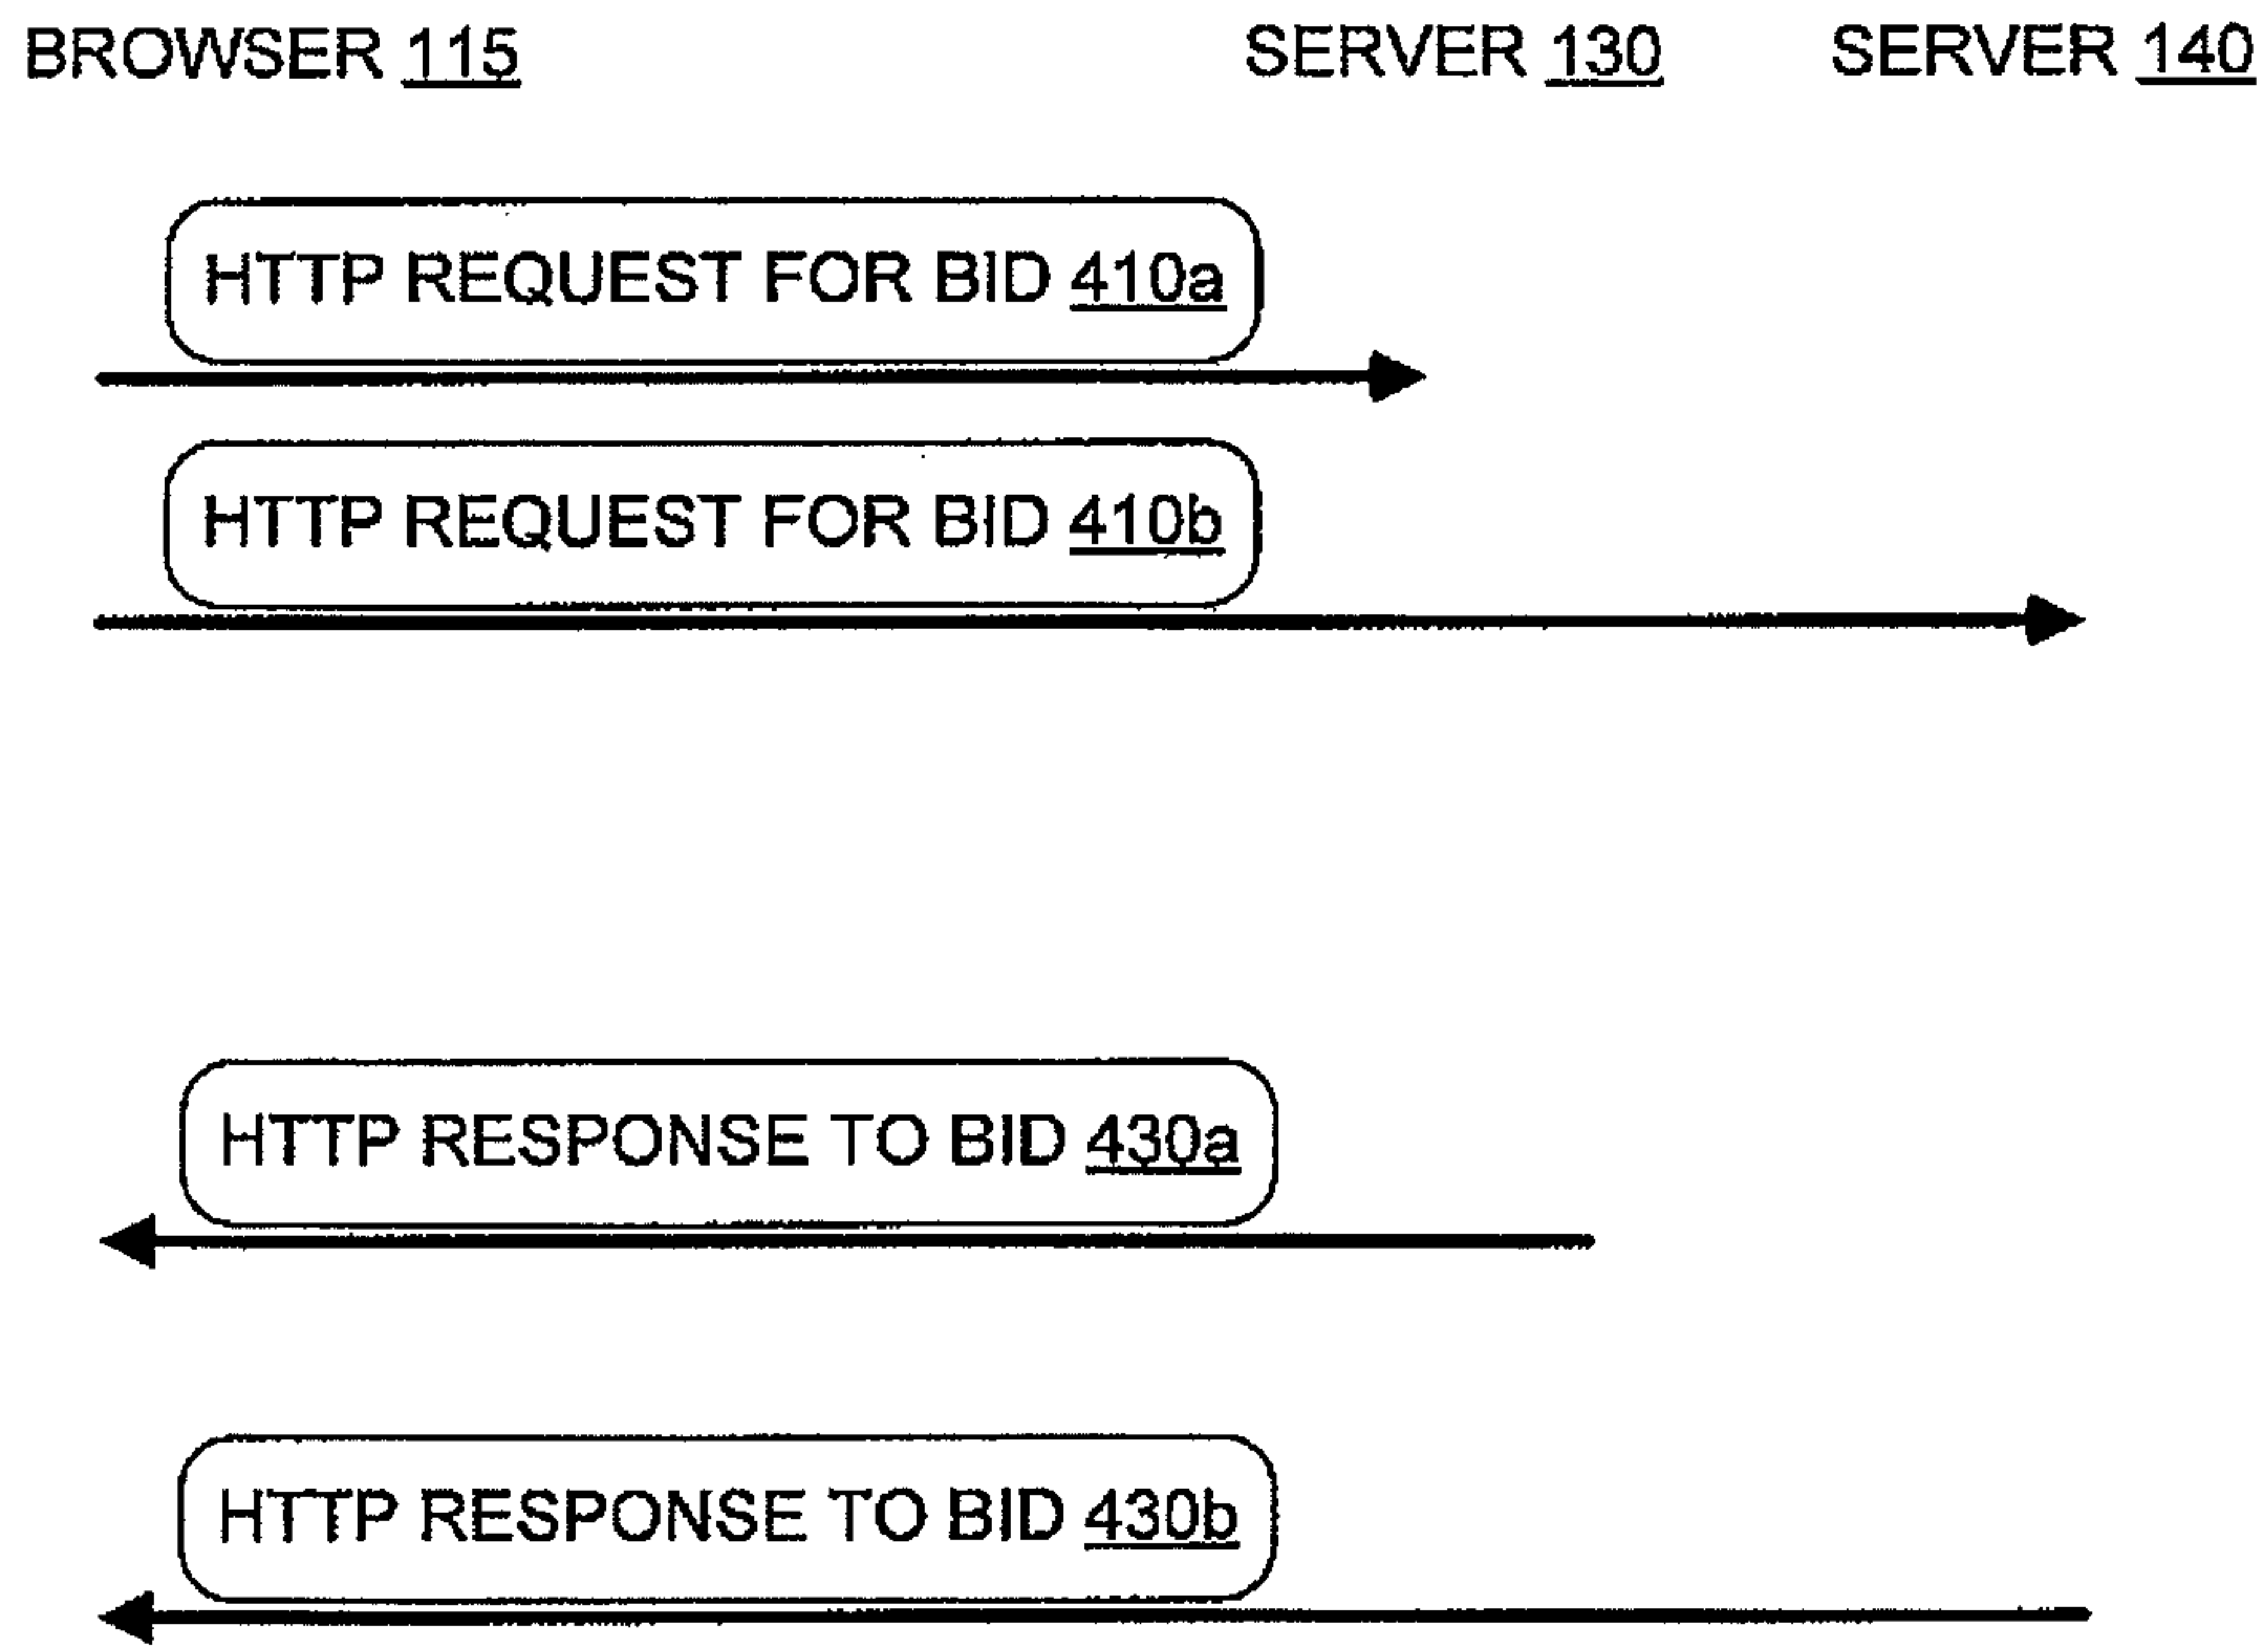 BROWSER 115 SERVER 130 SERVER 140
HTTP REQUEST FOR BID 410a
HTTP REQUEST FOR BID 410b
HTTP RESPONSE TO BID 430a
HTTP RESPONSE TO BID 430b